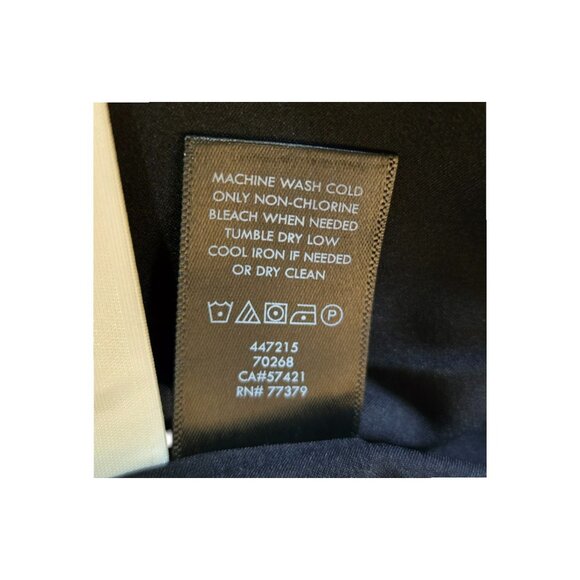 MACHINE WASH COLD
ONLY NON-CHLORINE
BLEACH WHEN NEEDED
TUMBLE DRY LOW
COOL IRON IF NEEDED
OR DRY CLEAN
P
447215
70268
CA#57421
RN# 77379